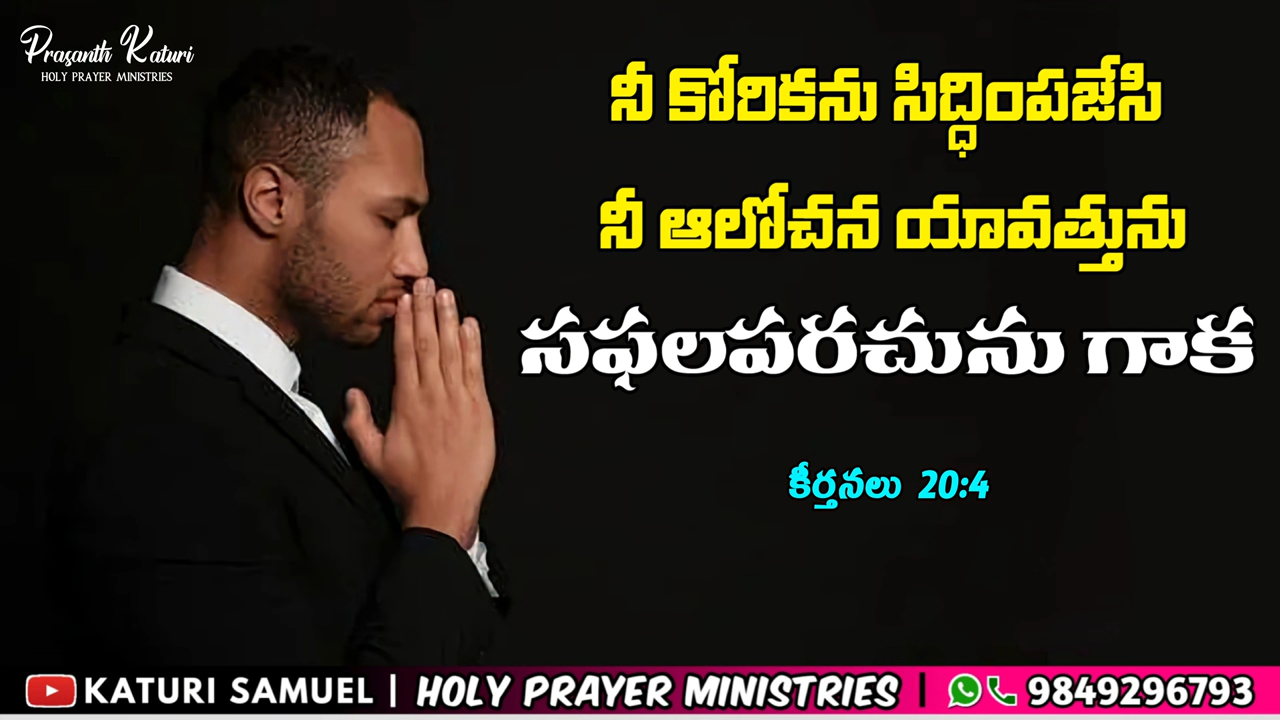 Prasanth Katuri
HOLY PRAYER MINISTRIES
నీ కోరికను సిద్ధింపజేసి
నీ ఆలోచన యావత్తును
సఫలపరచును గాక
కీర్తనలు 20:4
KATURI SAMUEL | HOLY PRAYER MINISTRIES | 9849296793